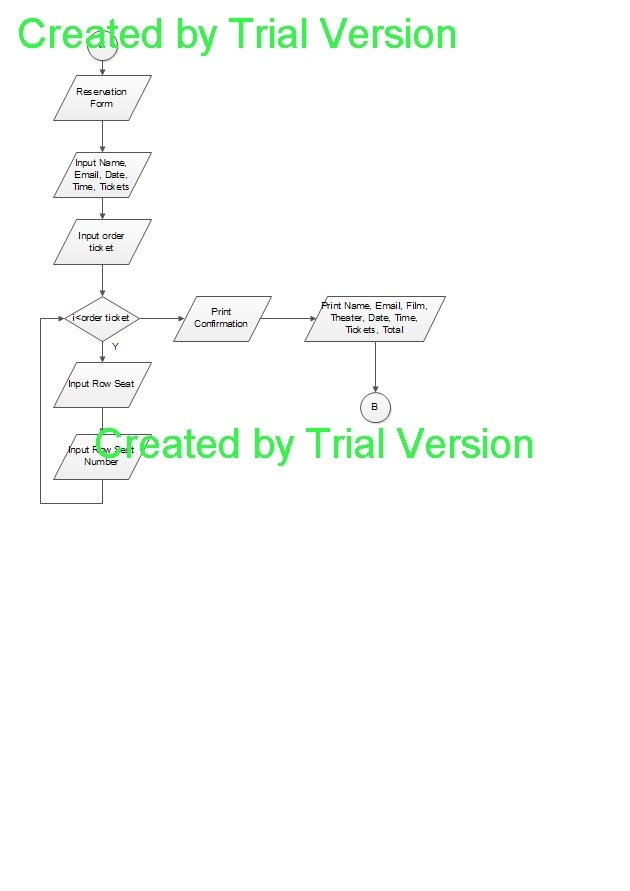 Created by Trial Version
Reservation
Form
Input Name,
Email, Date,
Time, Tickets
Input order
ticket
i<order ticket
Print
Confirmation
Print Name, Email, Film,
Theater, Date, Time,
Tickets, Total
Y
Input Row Seat
B
Created by Trial Version
Input Row Seat
Number